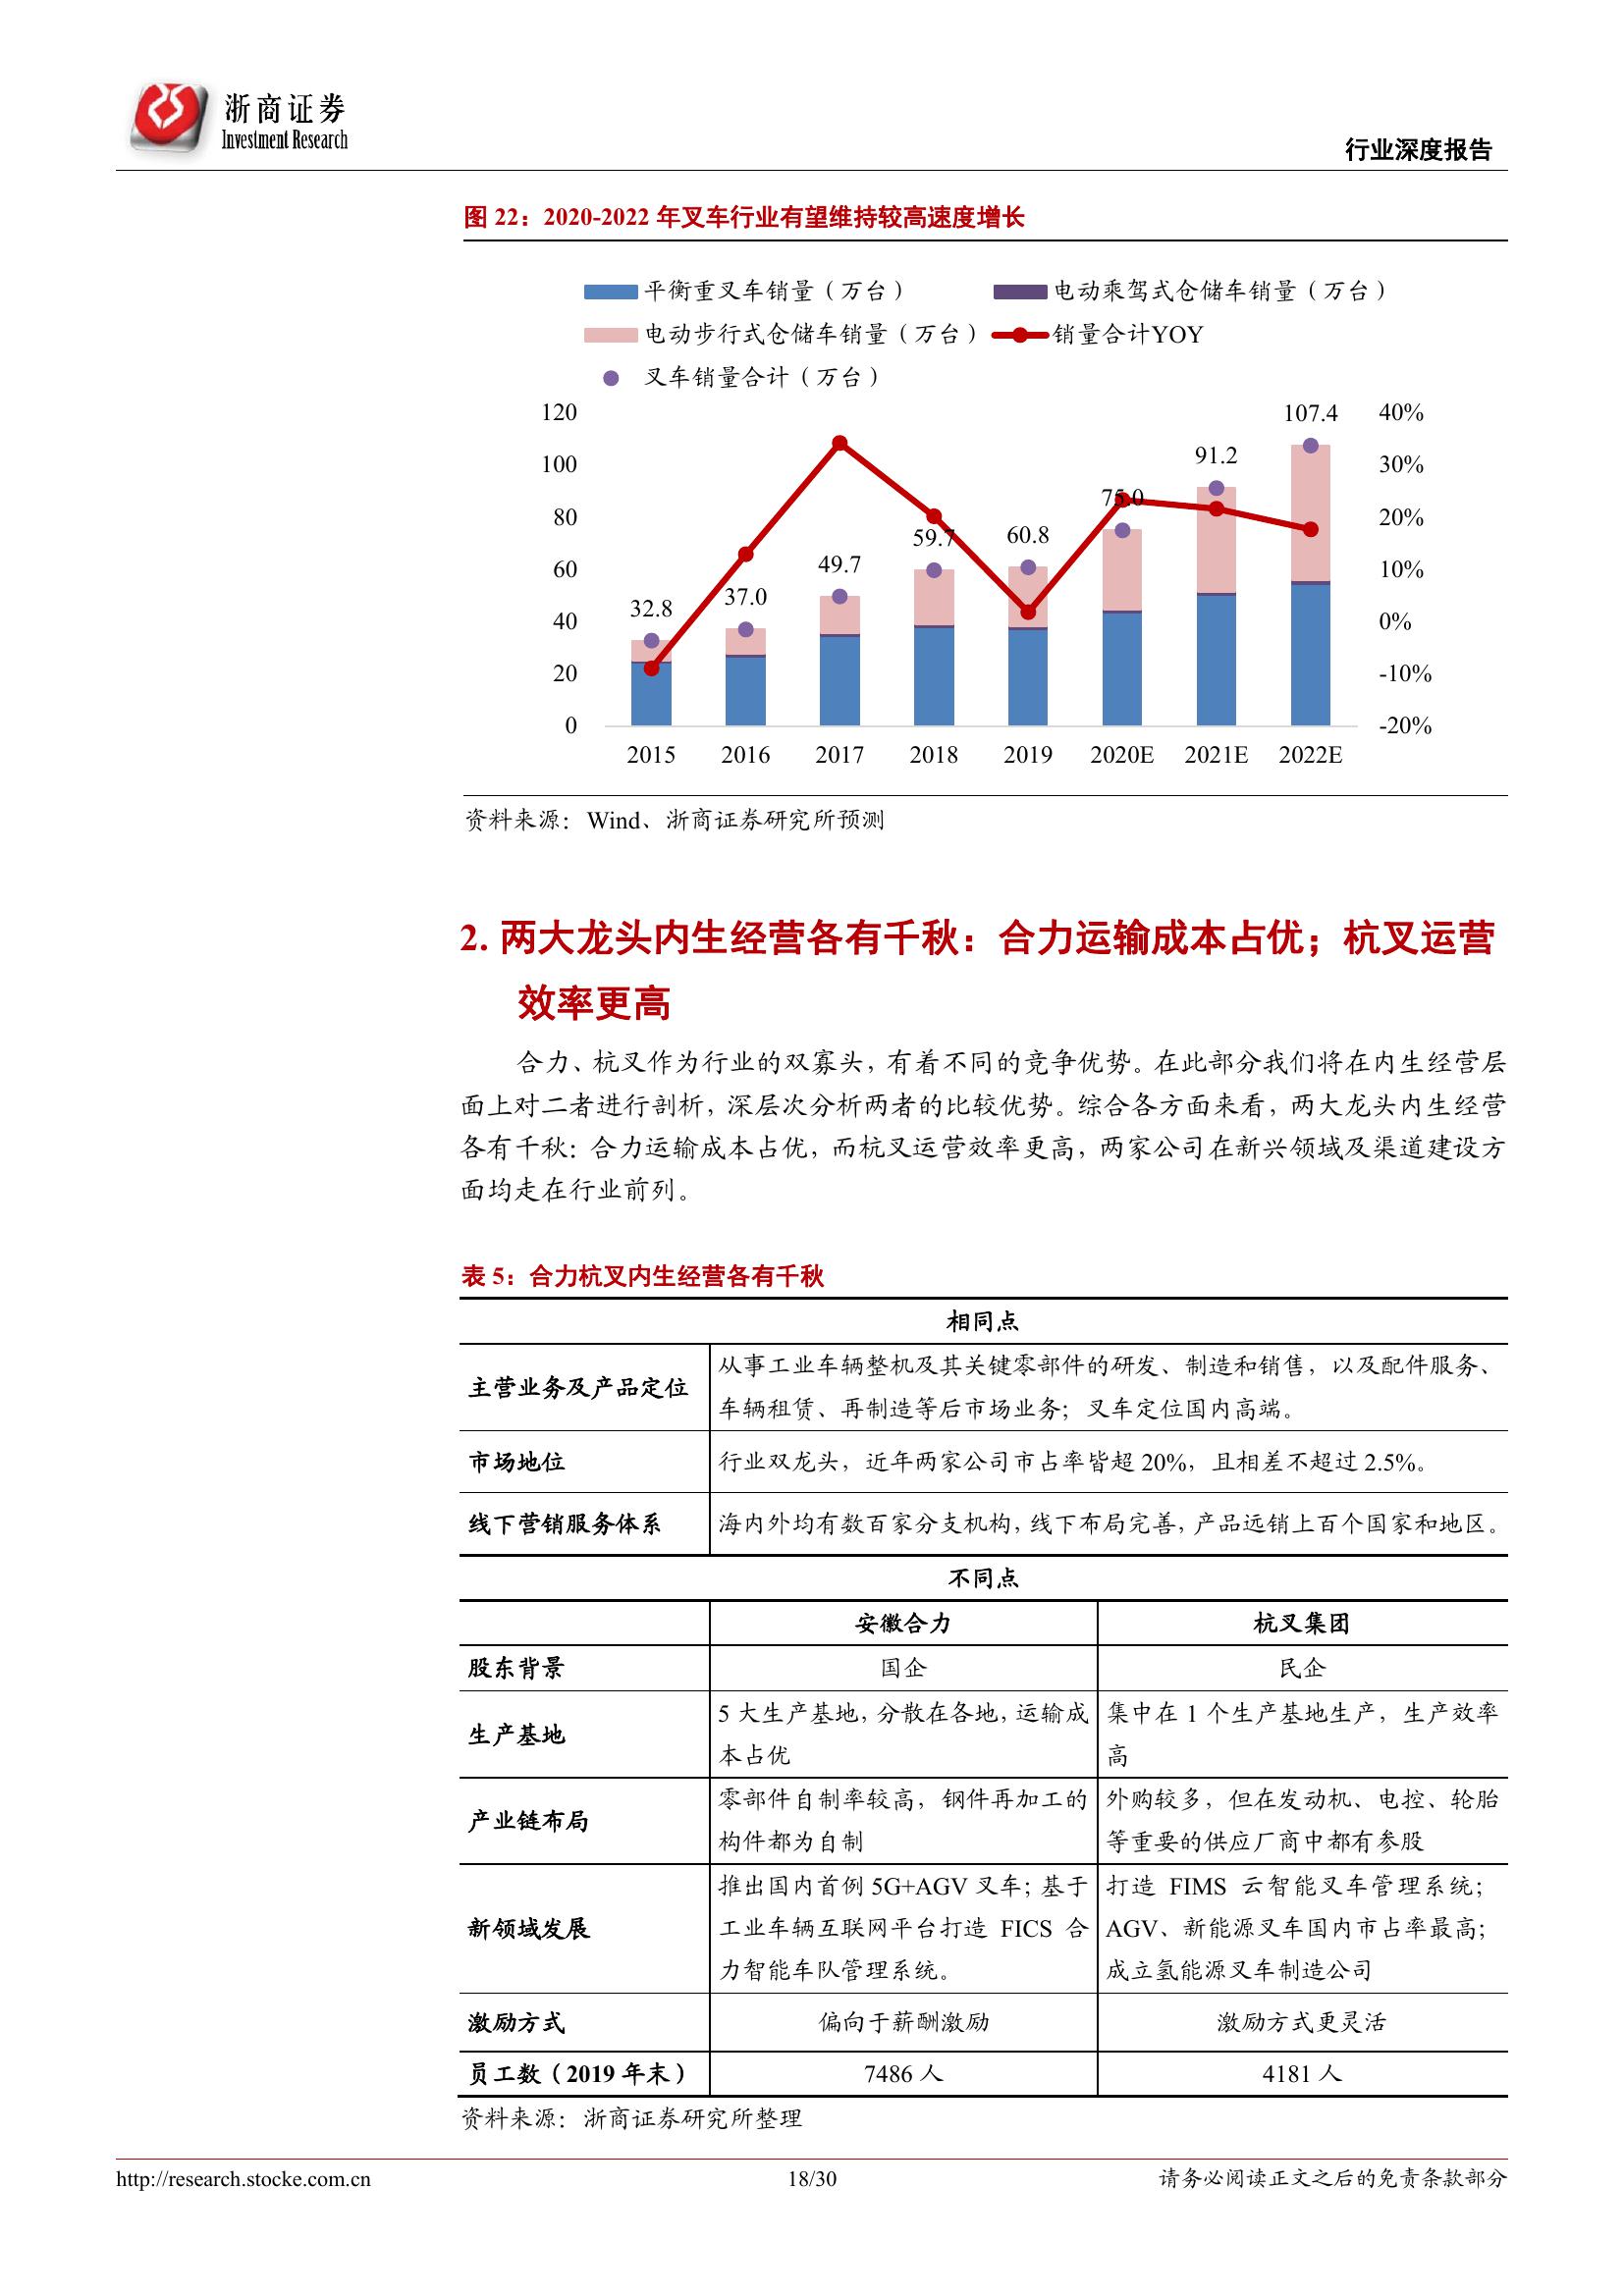 浙商证券
Investment Research
行业深度报告
图 22：2020-2022 年叉车行业有望维持较高速度增长
平衡重叉车销量（万台）
电动乘驾式仓储车销量（万台）
电动步行式仓储车销量（万台）
销量合计YOY
叉车销量合计（万台）
120
100
80
60
40
20
0
32.8
37.0
49.7
59.7
60.8
75.0
91.2
107.4
40%
30%
20%
10%
0%
-10%
-20%
2015 2016 2017 2018 2019 2020E 2021E 2022E
资料来源：Wind、浙商证券研究所预测
2. 两大龙头内生经营各有千秋：合力运输成本占优；杭叉运营
效率更高
合力、杭叉作为行业的双寡头，有着不同的竞争优势。在此部分我们将在内生经营层
面上对二者进行剖析，深层次分析两者的比较优势。综合各方面来看，两大龙头内生经营
各有千秋：合力运输成本占优，而杭叉运营效率更高，两家公司在新兴领域及渠道建设方
面均走在行业前列。
表 5：合力杭叉内生经营各有千秋
相同点
主营业务及产品定位
从事工业车辆整机及其关键零部件的研发、制造和销售，以及配件服务、
车辆租赁、再制造等后市场业务；叉车定位国内高端。
市场地位
行业双龙头，近年两家公司市占率皆超 20%，且相差不超过 2.5%。
线下营销服务体系
海内外均有数百家分支机构，线下布局完善，产品远销上百个国家和地区。
不同点
安徽合力
杭叉集团
股东背景
国企
民企
生产基地
5 大生产基地，分散在各地，运输成
本占优
集中在 1 个生产基地生产，生产效率
高
产业链布局
零部件自制率较高，钢件再加工的
构件都为自制
外购较多，但在发动机、电控、轮胎
等重要的供应厂商中都有参股
新领域发展
推出国内首例 5G+AGV 叉车；基于
工业车辆互联网平台打造 FICS 合
力智能车队管理系统。
打造 FIMS 云智能叉车管理系统；
AGV、新能源叉车国内市占率最高；
成立氢能源叉车制造公司
激励方式
偏向于薪酬激励
激励方式更灵活
员工数（2019 年末）
7486 人
4181 人
资料来源：浙商证券研究所整理
http://research.stocke.com.cn
18/30
请务必阅读正文之后的免责条款部分